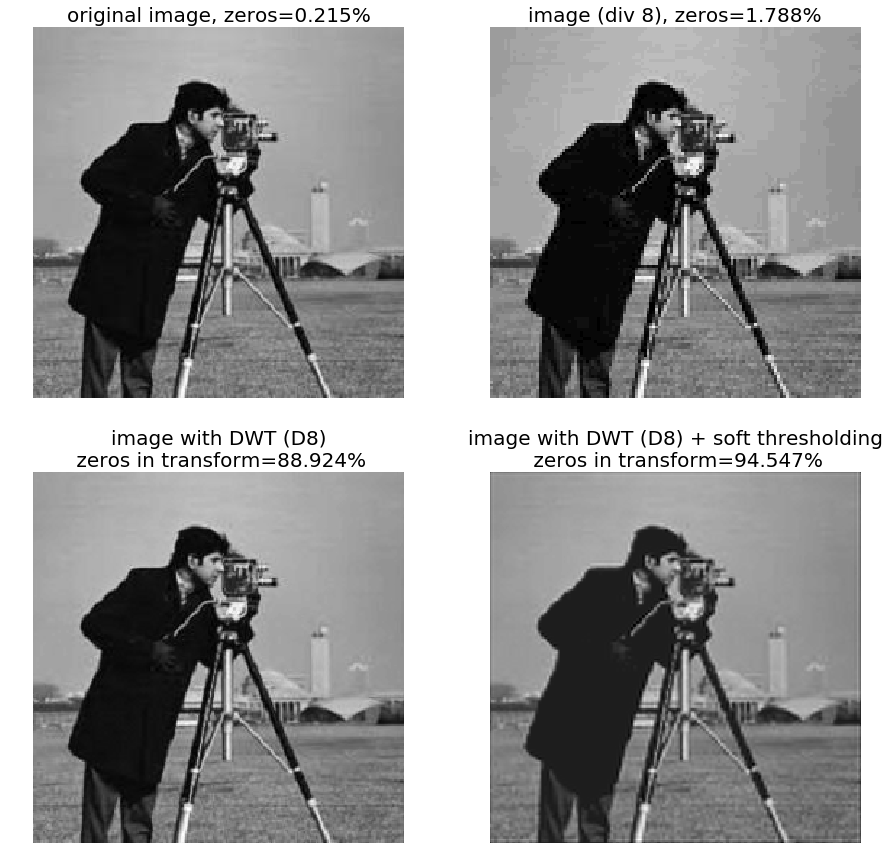 original image, zeros=0.215%
image (div 8), zeros=1.788%
image with DWT (D8)
zeros in transform=88.924%
image with DWT (D8) + soft thresholding
zeros in transform=94.547%